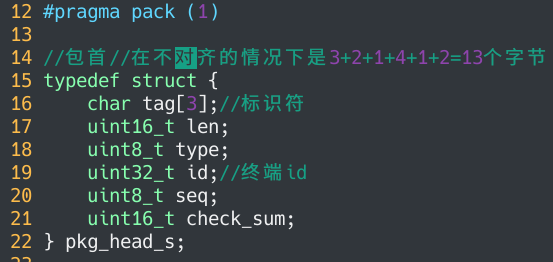 12 #pragma pack (1)
13
14 //包首//在不对齐的情况下是3+2+1+4+1+2=13个字节
15 typedef struct {
16     char tag[3];//标识符
17     uint16_t len;
18     uint8_t type;
19     uint32_t id;//终端id
20     uint8_t seq;
21     uint16_t check_sum;
22 } pkg_head_s;